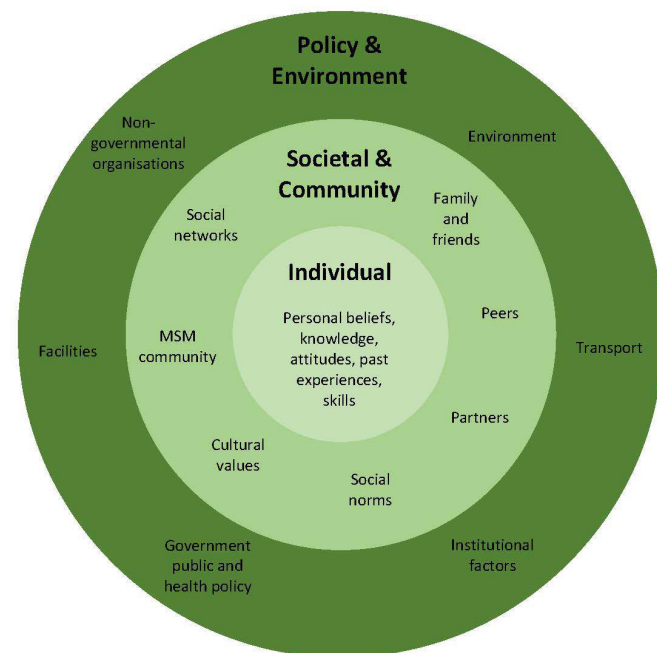 Policy &
Environment
Non-
governmental
organisations
Environment
Societal &
Community
Family
and
friends
Social
networks
Individual
Personal beliefs,
knowledge,
attitudes, past
experiences,
skills
Peers
MSM
community
Facilities
Transport
Partners
Cultural
values
Social
norms
Government
public and
health policy
Institutional
factors